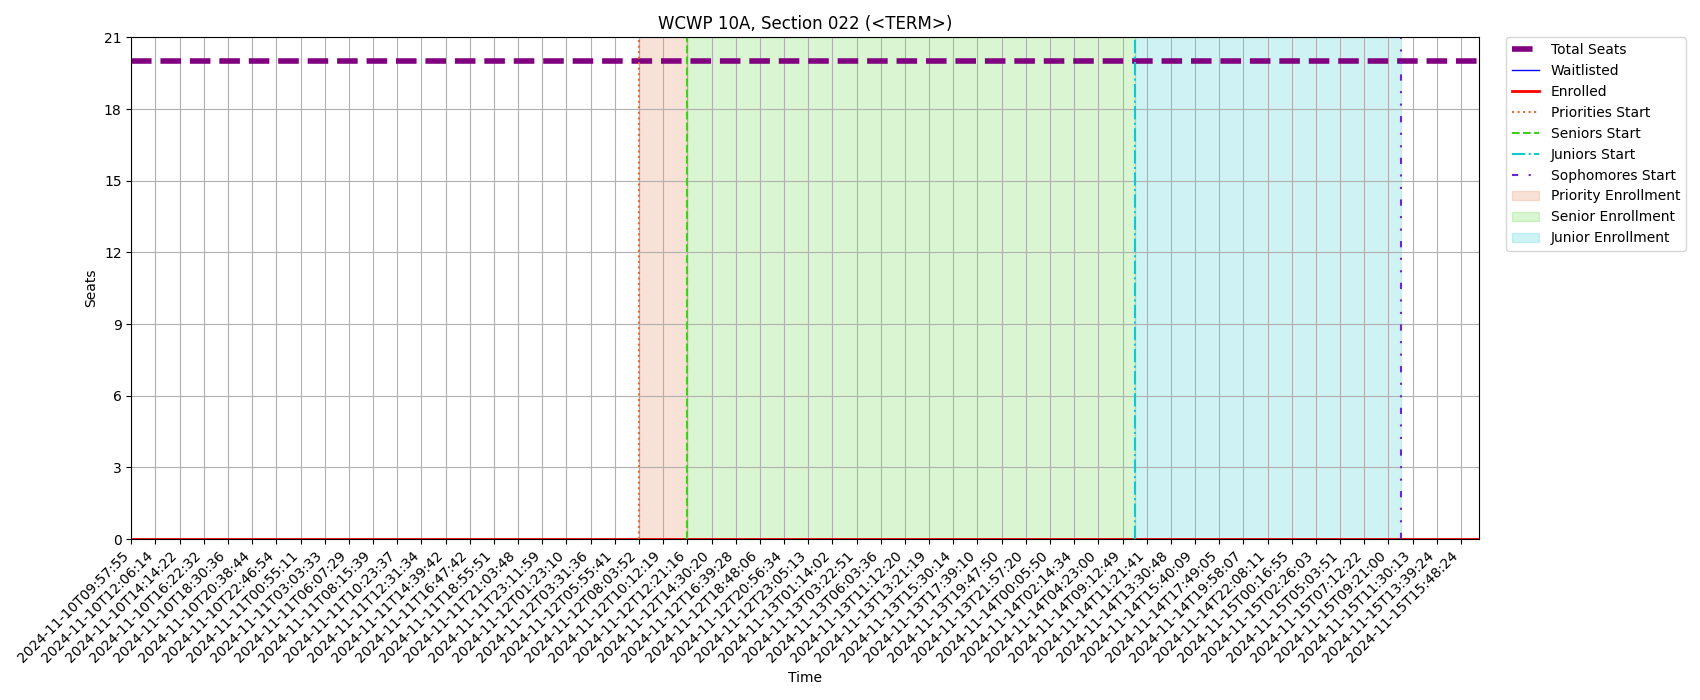 WCWP 10A, Section 022 (<TERM>)
21
18
15
12
9
6
3
0
Seats
2024-11-10T09:57:55
2024-11-10T12:06:14
2024-11-10T14:14:22
2024-11-10T16:22:32
2024-11-10T18:30:36
2024-11-10T20:38:44
2024-11-10T22:46:54
2024-11-11T00:55:11
2024-11-11T03:03:33
2024-11-11T06:07:29
2024-11-11T08:15:39
2024-11-11T10:23:37
2024-11-11T12:31:34
2024-11-11T14:39:42
2024-11-11T16:47:42
2024-11-11T18:55:51
2024-11-11T21:03:48
2024-11-11T23:11:59
2024-11-12T01:23:10
2024-11-12T03:31:36
2024-11-12T05:55:41
2024-11-12T08:03:52
2024-11-12T10:12:19
2024-11-12T12:21:16
2024-11-12T14:30:20
2024-11-12T16:39:28
2024-11-12T18:48:06
2024-11-12T20:56:34
2024-11-12T23:05:13
2024-11-13T01:14:02
2024-11-13T03:22:51
2024-11-13T06:03:36
2024-11-13T11:12:20
2024-11-13T13:21:19
2024-11-13T15:30:14
2024-11-13T17:39:10
2024-11-13T19:47:50
2024-11-13T21:57:20
2024-11-14T00:05:50
2024-11-14T02:14:34
2024-11-14T04:23:00
2024-11-14T09:12:49
2024-11-14T11:21:41
2024-11-14T13:30:48
2024-11-14T15:40:09
2024-11-14T17:49:05
2024-11-14T19:58:07
2024-11-14T22:08:11
2024-11-15T00:16:55
2024-11-15T02:26:03
2024-11-15T05:03:51
2024-11-15T07:12:22
2024-11-15T09:21:00
2024-11-15T11:30:13
2024-11-15T13:39:24
2024-11-15T15:48:24
Time
Total Seats
Waitlisted
Enrolled
Priorities Start
Seniors Start
Juniors Start
Sophomores Start
Priority Enrollment
Senior Enrollment
Junior Enrollment